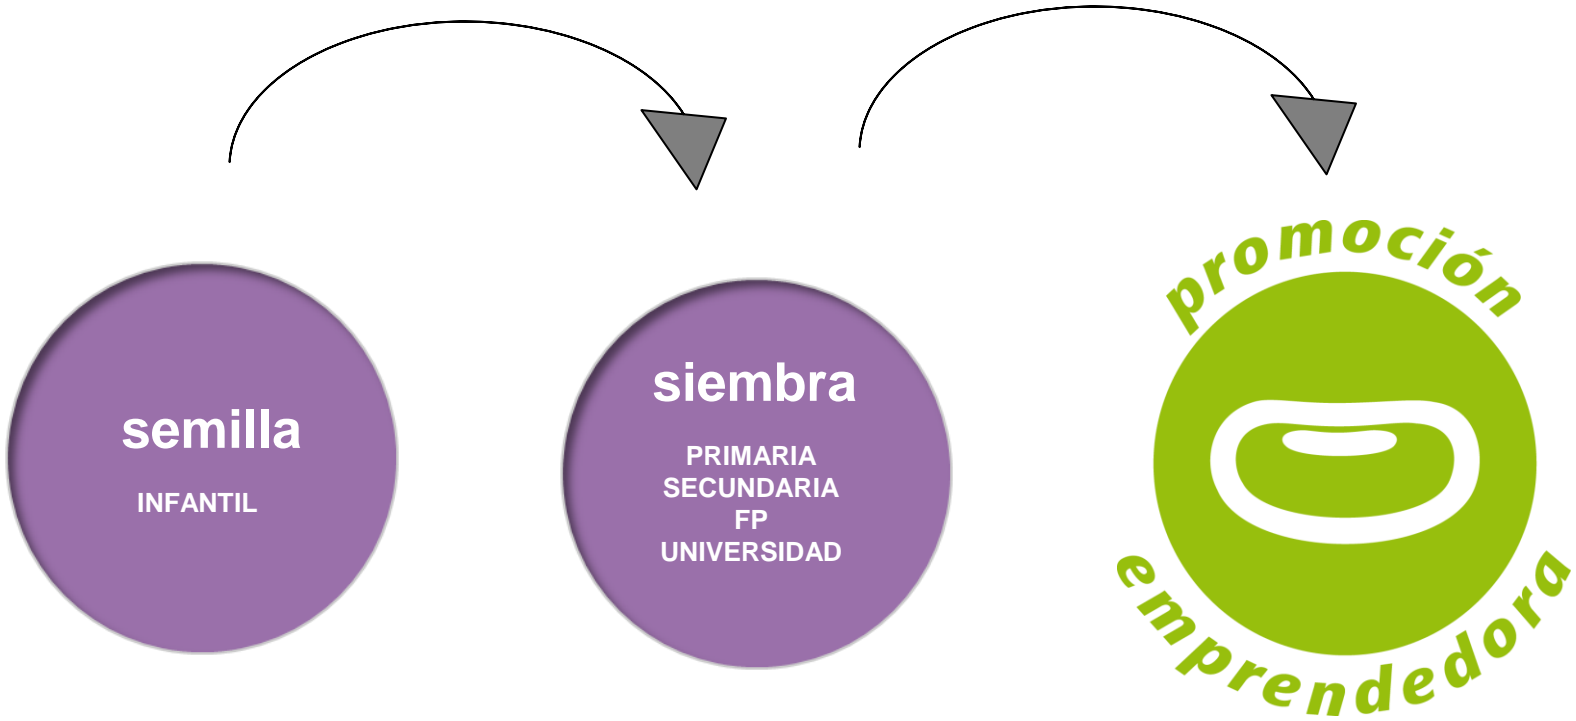 semilla
INFANTIL
siembra
PRIMARIA
SECUNDARIA
FP
UNIVERSIDAD
promoción
emprendedora